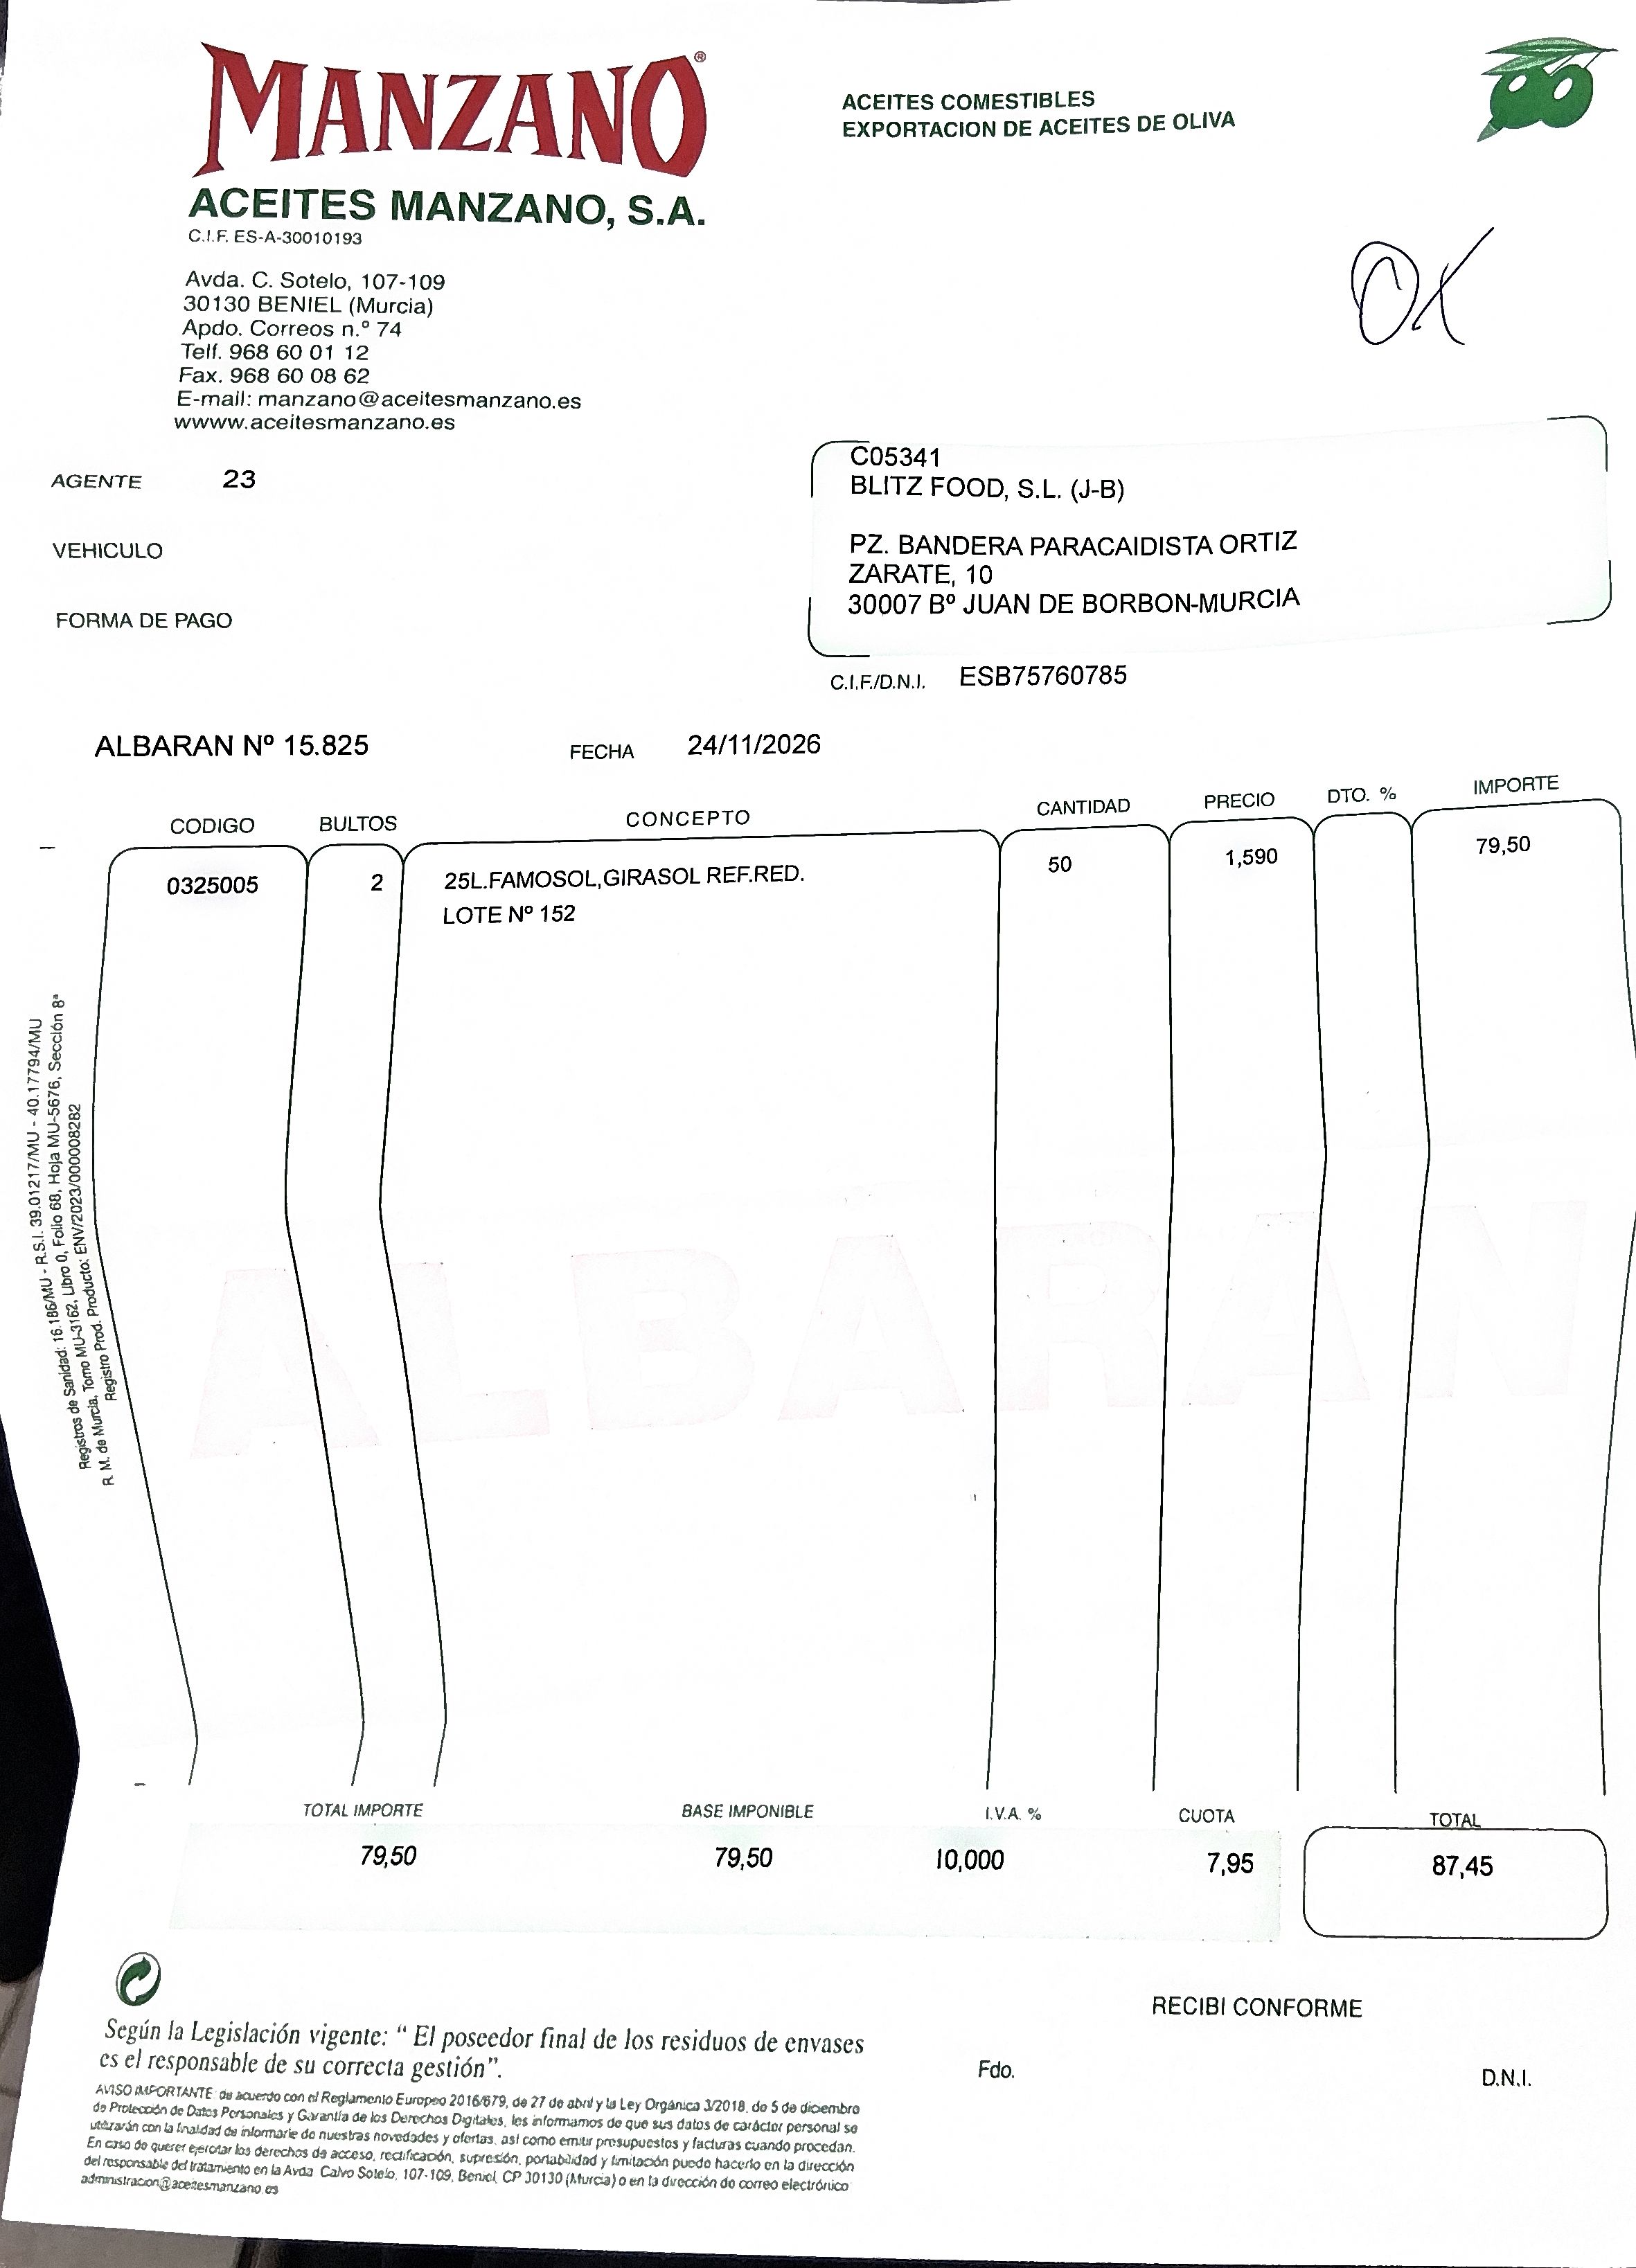 MANZANO®
ACEITES MANZANO, S.A.
C.I.F. ES-A-30010193
Avda. C. Sotelo, 107-109
30130 BENIEL (Murcia)
Apdo. Correos n.º 74
Telf. 968 60 01 12
Fax. 968 60 08 62
E-mail: manzano@aceitesmanzano.es
wwww.aceitesmanzano.es
ACEITES COMESTIBLES
EXPORTACION DE ACEITES DE OLIVA
OK
AGENTE 23
VEHICULO
FORMA DE PAGO
C05341
BLITZ FOOD, S.L. (J-B)
PZ. BANDERA PARACAIDISTA ORTIZ
ZARATE, 10
30007 Bº JUAN DE BORBON-MURCIA
C.I.F./D.N.I. ESB75760785
ALBARAN Nº 15.825 FECHA 24/11/2026
CODIGO BULTOS CONCEPTO CANTIDAD PRECIO DTO. % IMPORTE
0325005 2 25L.FAMOSOL,GIRASOL REF.RED. 50 1,590 79,50
LOTE Nº 152
ALBARAN
Registros de Sanidad: 16.186/MU - R.S.I. 39.01217/MU - 40.17794/MU
R. M. de Murcia, Tomo MU-3162, Libro 0, Folio 68, Hoja MU-5676, Sección 8ª
Registro Prod. Producto: ENV/2023/000008282
TOTAL IMPORTE BASE IMPONIBLE I.V.A. % CUOTA TOTAL
79,50 79,50 10,000 7,95 87,45
Según la Legislación vigente: “ El poseedor final de los residuos de envases
es el responsable de su correcta gestión”.
RECIBI CONFORME
Fdo. D.N.I.
AVISO IMPORTANTE: de acuerdo con el Reglamento Europeo 2016/679, de 27 de abril y la Ley Orgánica 3/2018, de 5 de diciembre
de Protección de Datos Personales y Garantía de los Derechos Digitales, les informamos de que sus datos de carácter personal se
utilizarán con la finalidad de informarle de nuestras novedades y ofertas, así como emitir presupuestos y facturas cuando procedan.
En caso de querer ejercitar los derechos de acceso, rectificación, supresión, portabilidad y limitación puede hacerlo en la dirección
del responsable del tratamiento en la Avda. Calvo Sotelo, 107-109, Beniel, CP 30130 (Murcia) o en la dirección de correo electrónico
administracion@aceitesmanzano.es